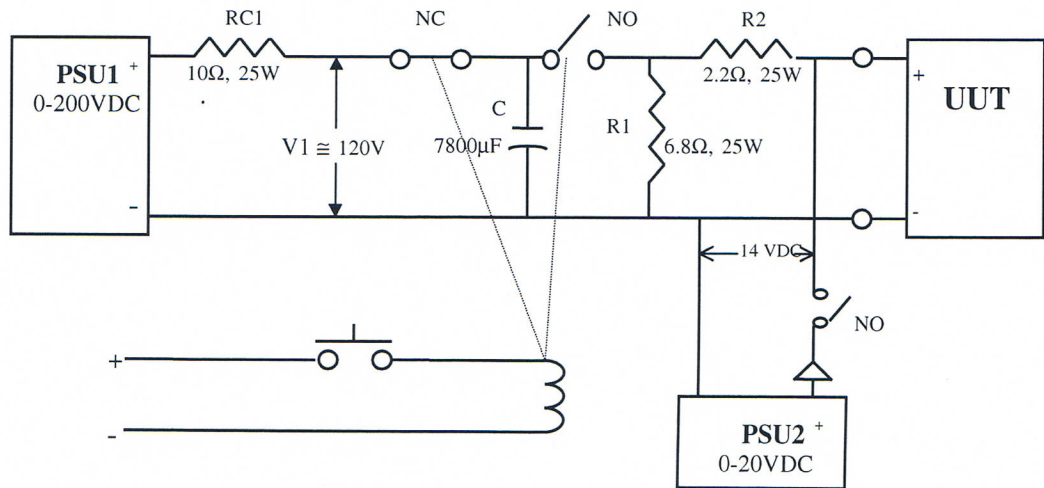 RC1
NC
NO
R2
PSU1 +
0-200VDC
-
10Ω, 25W
V1 ≅ 120V
C
7800μF
R1
6.8Ω, 25W
2.2Ω, 25W
+
UUT
-
14 VDC
NO
+
-
PSU2 +
0-20VDC